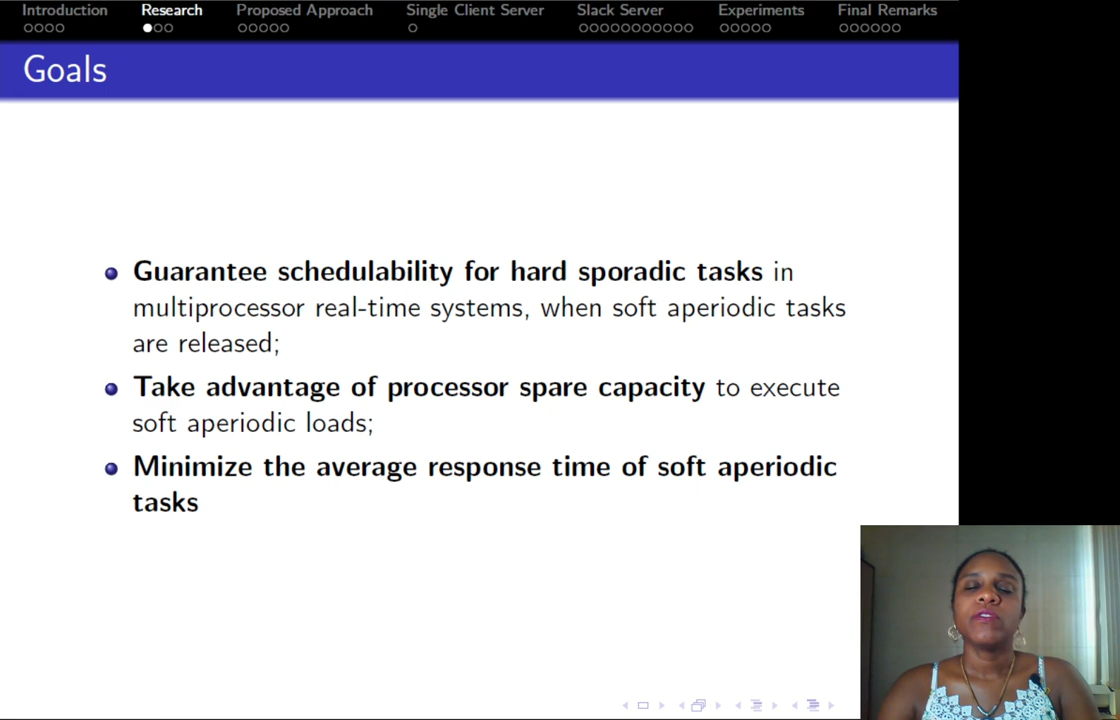 Introduction Research Proposed Approach Single Client Server Slack Server Experiments Final Remarks
Goals
Guarantee schedulability for hard sporadic tasks in
multiprocessor real-time systems, when soft aperiodic tasks
are released;
Take advantage of processor spare capacity to execute
soft aperiodic loads;
Minimize the average response time of soft aperiodic
tasks